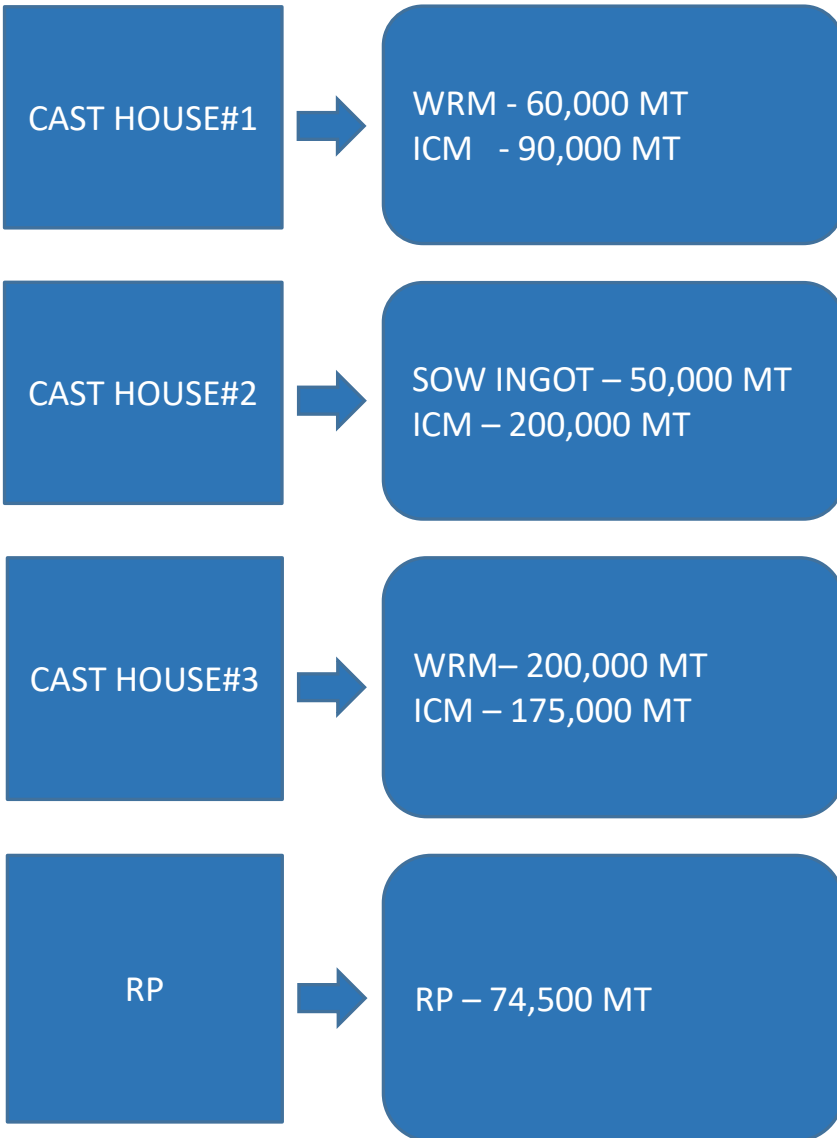 CAST HOUSE#1
WRM - 60,000 MT
ICM - 90,000 MT
CAST HOUSE#2
SOW INGOT – 50,000 MT
ICM – 200,000 MT
CAST HOUSE#3
WRM– 200,000 MT
ICM – 175,000 MT
RP
RP – 74,500 MT